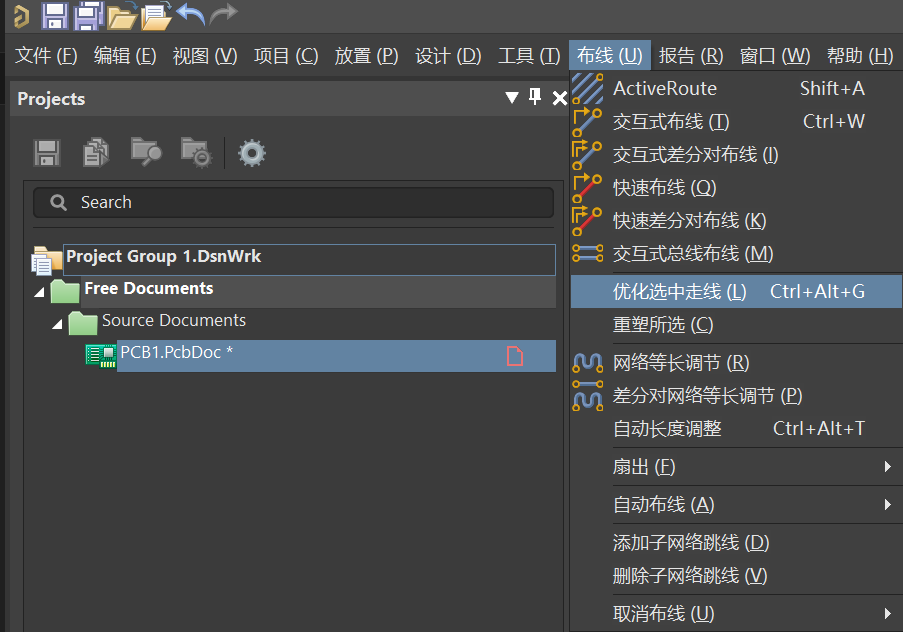 文件 (F) 编辑 (E) 视图 (V) 项目 (C) 放置 (P) 设计 (D) 工具 (T) 布线 (U) 报告 (R) 窗口 (W) 帮助 (H)
Projects
Search
Project Group 1.DsnWrk
Free Documents
Source Documents
PCB1.PcbDoc *
ActiveRoute Shift+A
交互式布线 (T) Ctrl+W
交互式差分对布线 (I)
快速布线 (Q)
快速差分对布线 (K)
交互式总线布线 (M)
优化选中走线 (L) Ctrl+Alt+G
重塑所选 (C)
网络等长调节 (R)
差分对网络等长调节 (P)
自动长度调整 Ctrl+Alt+T
扇出 (F)
自动布线 (A)
添加子网络跳线 (D)
删除子网络跳线 (V)
取消布线 (U)